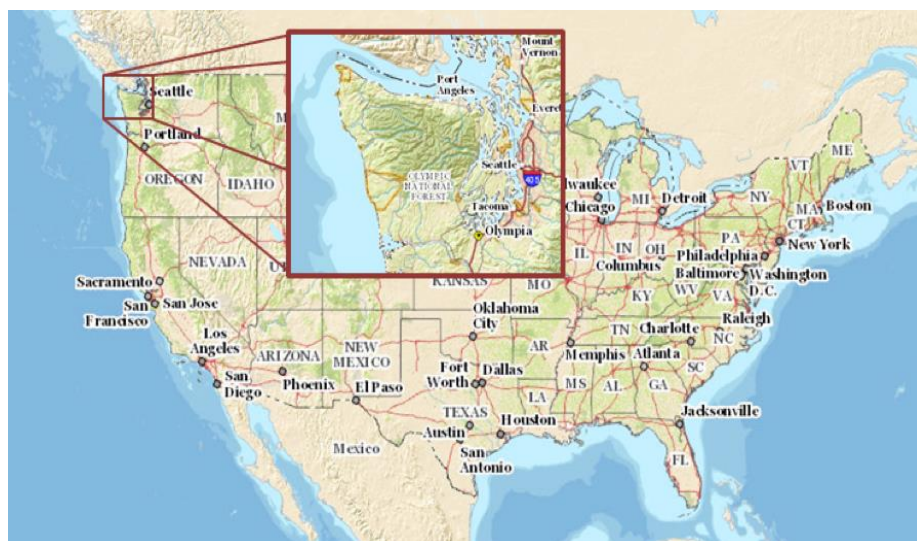 Mount
Vernon
Port
Angeles
Everet
Seattle
Seattle
405
OLYMPIC
NATIONAL
FOREST
Tacoma
Olympia
Portland
OREGON
IDAHO
M
NEVADA
UT
Sacramento
San
Francisco
San Jose
Los
Angeles
San
Diego
ARIZONA
Phoenix
NEW
MEXICO
El Paso
Mexico
KANSAS
Oklahoma
City
Fort
Worth
Dallas
TEXAS
Austin
Houston
San
Antonio
MO
AR
LA
MS
AL
GA
TN
KY
Memphis
Atlanta
Charlotte
Raleigh
NC
SC
Jacksonville
FL
lwaukee
Chicago
MI
Detroit
IL
IN
OH
Columbus
WV
VA
PA
Philadelphia
Baltimore
Washington
D.C.
New York
NY
VT
ME
MA
CT
Boston